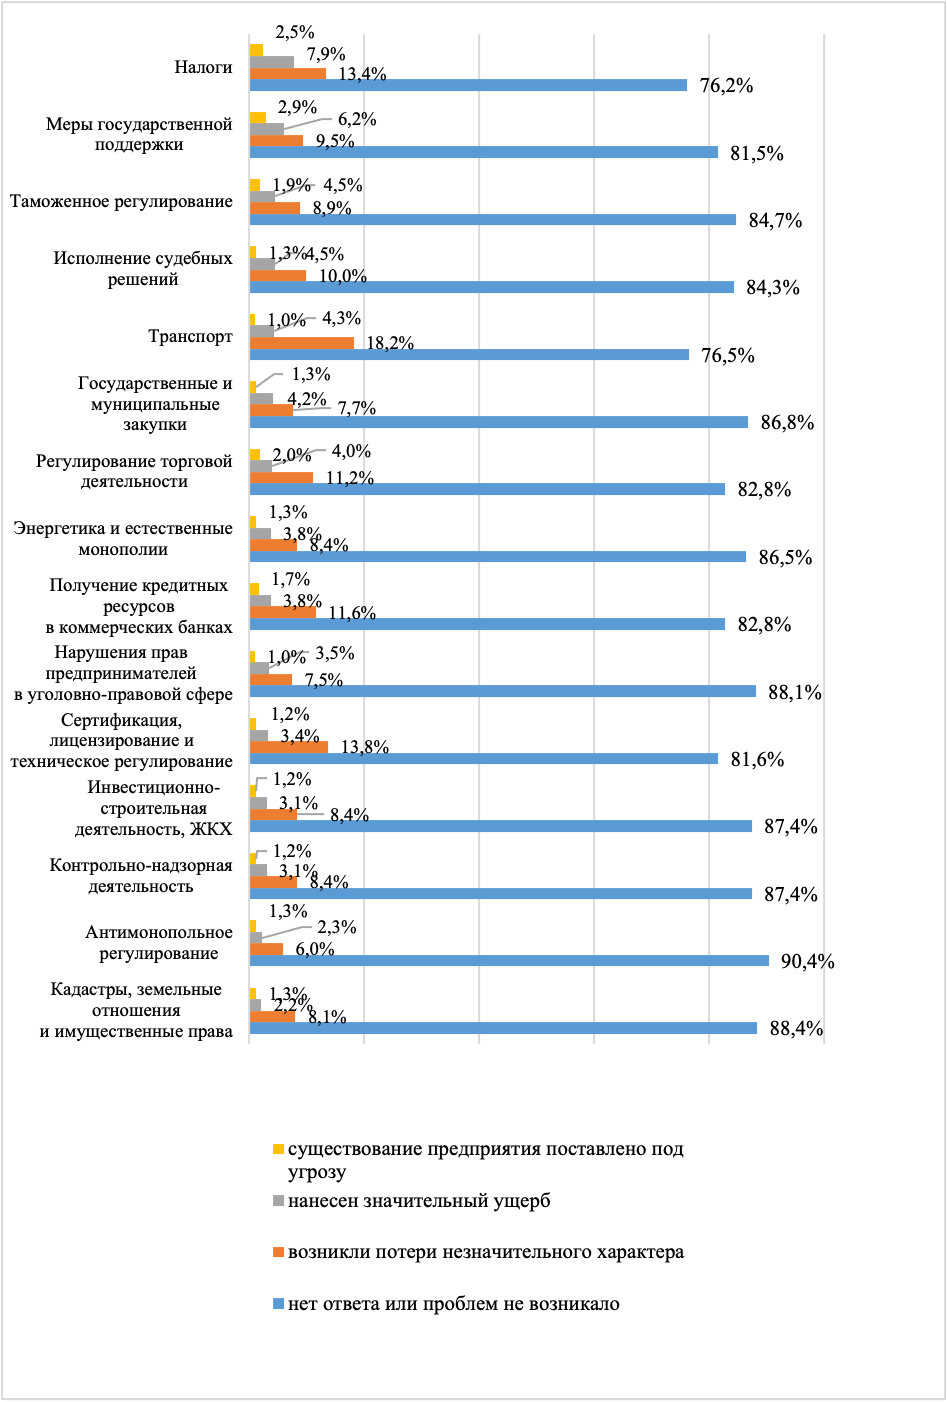 2,5%
7,9%
Налоги
13,4%
76,2%
2,9%
6,2%
Меры государственной
поддержки
9,5%
81,5%
1,9%
4,5%
Таможенное регулирование
8,9%
84,7%
1,3%
4,5%
Исполнение судебных
решений
10,0%
84,3%
1,0%
4,3%
Транспорт
18,2%
76,5%
1,3%
Государственные и
муниципальные
закупки
4,2%
7,7%
86,8%
2,0%
4,0%
Регулирование торговой
деятельности
11,2%
82,8%
1,3%
Энергетика и естественные
монополии
3,8%
8,4%
86,5%
1,7%
Получение кредитных
ресурсов
в коммерческих банках
3,8%
11,6%
82,8%
1,0%
3,5%
Нарушения прав
предпринимателей
в уголовно-правовой сфере
7,5%
88,1%
1,2%
Сертификация,
лицензирование и
техническое регулирование
3,4%
13,8%
81,6%
1,2%
Инвестиционно-
строительная
деятельность, ЖКХ
3,1%
8,4%
87,4%
1,2%
Контрольно-надзорная
деятельность
3,1%
8,4%
87,4%
1,3%
2,3%
Антимонопольное
регулирование
6,0%
90,4%
1,3%
Кадастры, земельные
отношения
и имущественные права
2,2%
8,1%
88,4%
существование предприятия поставлено под
угрозу
нанесен значительный ущерб
возникли потери незначительного характера
нет ответа или проблем не возникало